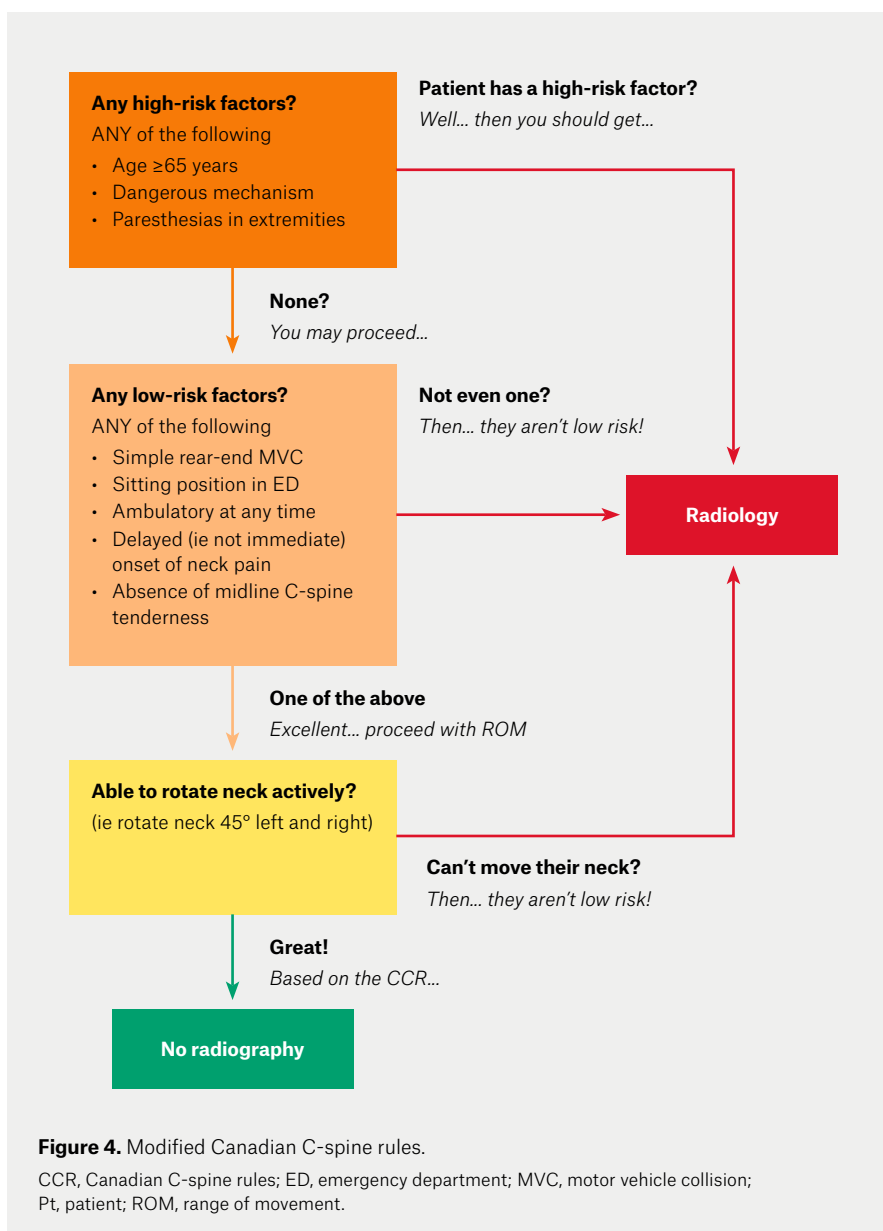 Any high-risk factors?
ANY of the following
• Age ≥65 years
• Dangerous mechanism
• Paresthesias in extremities
Patient has a high-risk factor?
Well... then you should get...
None?
You may proceed...
Any low-risk factors?
ANY of the following
• Simple rear-end MVC
• Sitting position in ED
• Ambulatory at any time
• Delayed (ie not immediate)
onset of neck pain
• Absence of midline C-spine
tenderness
Not even one?
Then... they aren't low risk!
Radiology
One of the above
Excellent... proceed with ROM
Able to rotate neck actively?
(ie rotate neck 45° left and right)
Can't move their neck?
Then... they aren't low risk!
Great!
Based on the CCR...
No radiography
Figure 4. Modified Canadian C-spine rules.
CCR, Canadian C-spine rules; ED, emergency department; MVC, motor vehicle collision;
Pt, patient; ROM, range of movement.